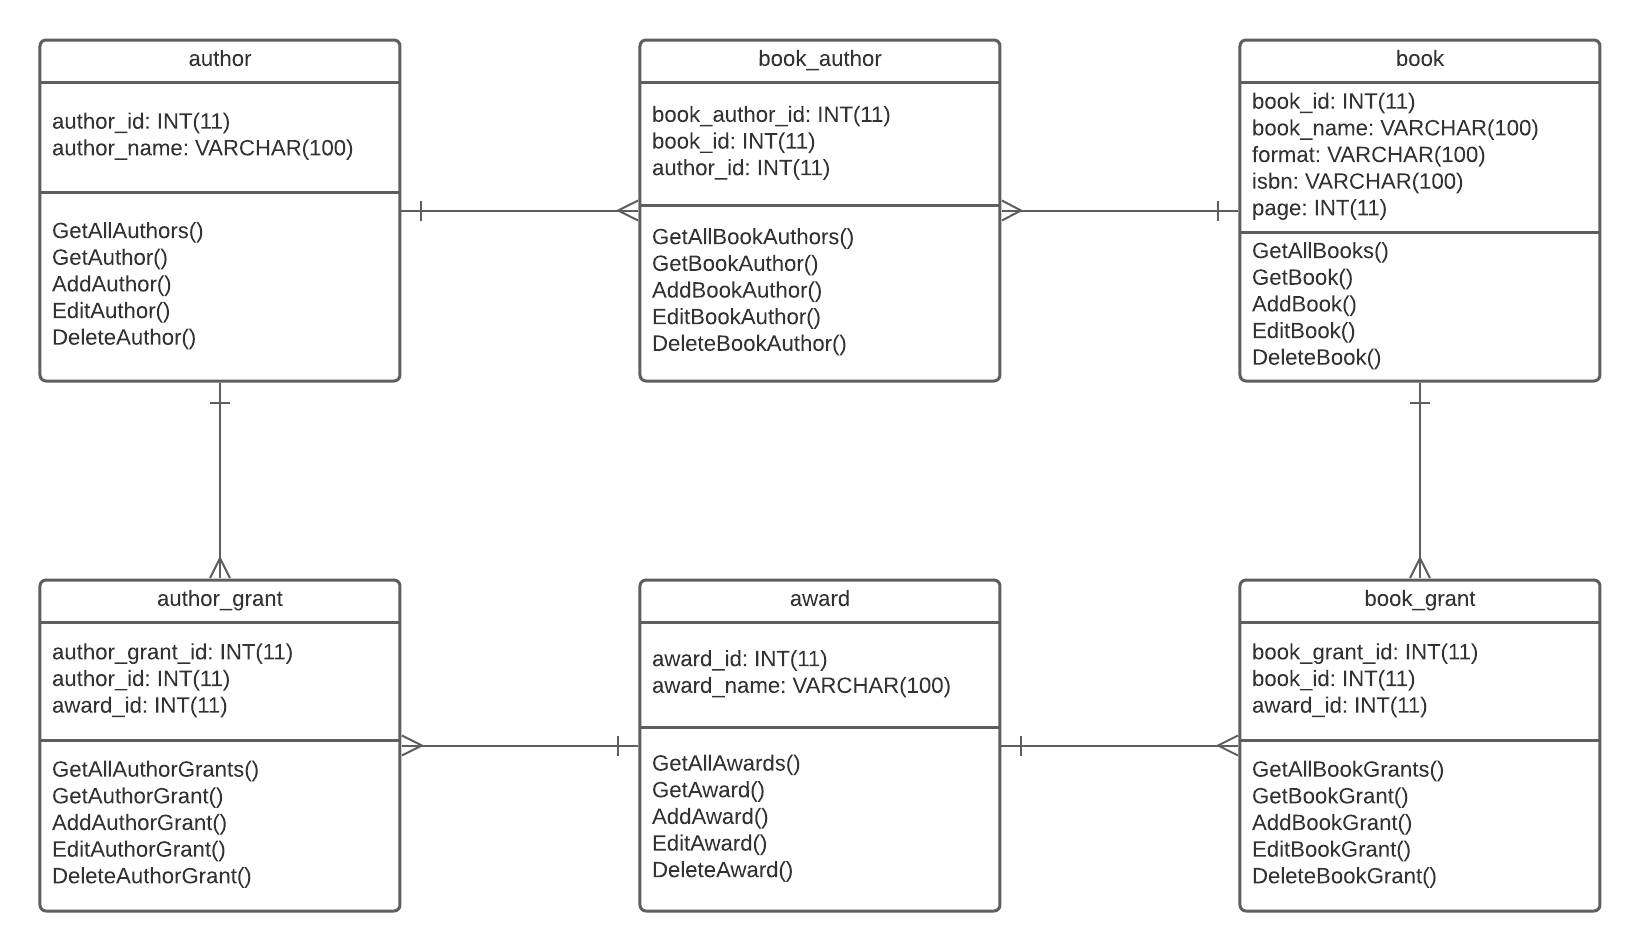 author
author_id: INT(11)
author_name: VARCHAR(100)
GetAllAuthors()
GetAuthor()
AddAuthor()
EditAuthor()
DeleteAuthor()
book_author
book_author_id: INT(11)
book_id: INT(11)
author_id: INT(11)
GetAllBookAuthors()
GetBookAuthor()
AddBookAuthor()
EditBookAuthor()
DeleteBookAuthor()
book
book_id: INT(11)
book_name: VARCHAR(100)
format: VARCHAR(100)
isbn: VARCHAR(100)
page: INT(11)
GetAllBooks()
GetBook()
AddBook()
EditBook()
DeleteBook()
author_grant
author_grant_id: INT(11)
author_id: INT(11)
award_id: INT(11)
GetAllAuthorGrants()
GetAuthorGrant()
AddAuthorGrant()
EditAuthorGrant()
DeleteAuthorGrant()
award
award_id: INT(11)
award_name: VARCHAR(100)
GetAllAwards()
GetAward()
AddAward()
EditAward()
DeleteAward()
book_grant
book_grant_id: INT(11)
book_id: INT(11)
award_id: INT(11)
GetAllBookGrants()
GetBookGrant()
AddBookGrant()
EditBookGrant()
DeleteBookGrant()